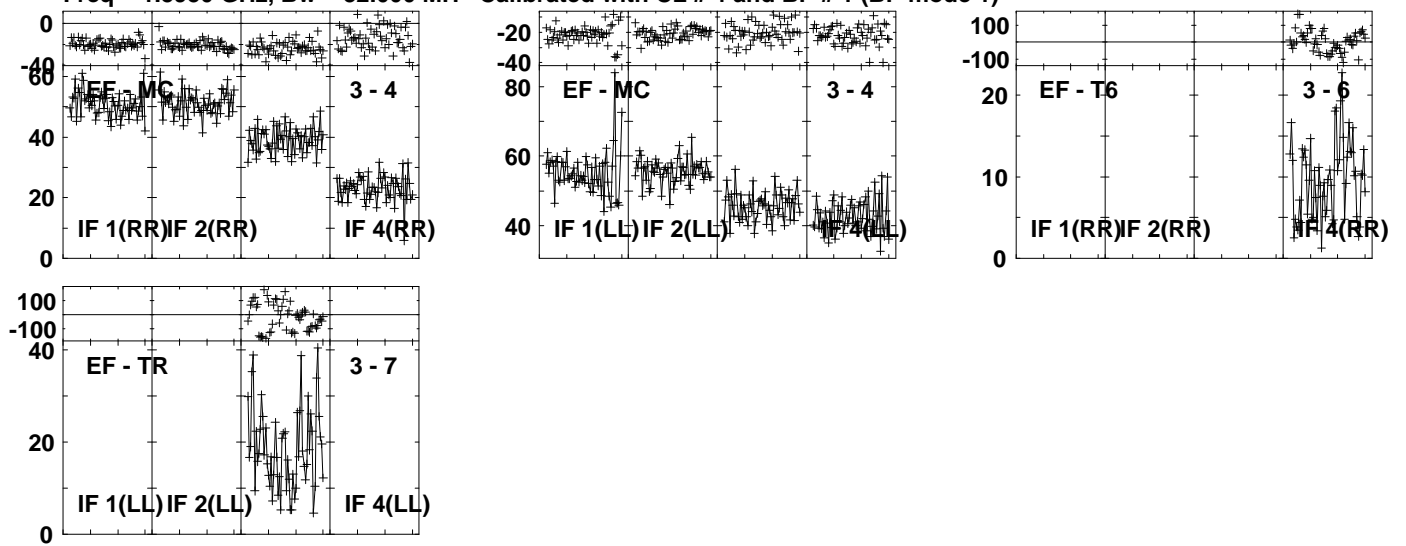 Calibrated with CL # 4 and BP # 1 (BP mode 1)
0
-40
60
40
20
0
EF - MC
3 - 4
IF 1(RR)
IF 2(RR)
IF 4(RR)
-20
-40
80
60
40
EF - MC
3 - 4
IF 1(LL)
IF 2(LL)
IF 4(LL)
100
-100
20
10
0
EF - T6
3 - 6
IF 1(RR)
IF 2(RR)
IF 4(RR)
100
-100
40
20
0
EF - TR
3 - 7
IF 1(LL)
IF 2(LL)
IF 4(LL)